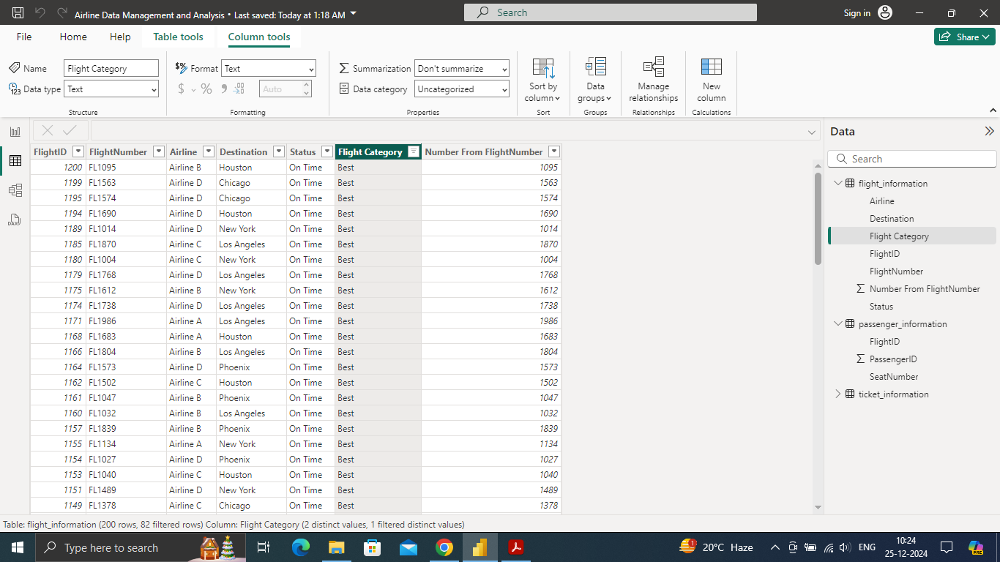 Airline Data Management and Analysis • Last saved: Today at 1:18 AM
Search
Sign in
File Home Help Table tools Column tools
Share
Name Flight Category
Data type Text
Structure
Format Text
$ % 9 .00 Auto
Formatting
Summarization Don't summarize
Data category Uncategorized
Properties
Sort by column
Sort
Data groups
Groups
Manage relationships
Relationships
New column
Calculations
FlightID FlightNumber Airline Destination Status Flight Category Number From FlightNumber
1200 FL1095 Airline B Houston On Time Best 1095
1199 FL1563 Airline D Chicago On Time Best 1563
1195 FL1574 Airline D Chicago On Time Best 1574
1194 FL1690 Airline D Houston On Time Best 1690
1189 FL1014 Airline D New York On Time Best 1014
1185 FL1870 Airline C Los Angeles On Time Best 1870
1180 FL1004 Airline C New York On Time Best 1004
1179 FL1768 Airline D Los Angeles On Time Best 1768
1175 FL1612 Airline B New York On Time Best 1612
1174 FL1738 Airline D Los Angeles On Time Best 1738
1171 FL1986 Airline A Los Angeles On Time Best 1986
1168 FL1683 Airline A Houston On Time Best 1683
1166 FL1804 Airline B Los Angeles On Time Best 1804
1164 FL1573 Airline D Phoenix On Time Best 1573
1162 FL1502 Airline C Houston On Time Best 1502
1161 FL1047 Airline B Phoenix On Time Best 1047
1160 FL1032 Airline B Los Angeles On Time Best 1032
1157 FL1839 Airline B Phoenix On Time Best 1839
1155 FL1134 Airline A New York On Time Best 1134
1154 FL1027 Airline D Phoenix On Time Best 1027
1153 FL1040 Airline C Houston On Time Best 1040
1151 FL1489 Airline D New York On Time Best 1489
1149 FL1378 Airline C Chicago On Time Best 1378
Data
Search
flight_information
Airline
Destination
Flight Category
FlightID
FlightNumber
Number From FlightNumber
Status
passenger_information
FlightID
PassengerID
SeatNumber
ticket_information
Table: flight_information (200 rows, 82 filtered rows) Column: Flight Category (2 distinct values, 1 filtered distinct values)
Type here to search
20°C Haze
ENG
10:24
25-12-2024